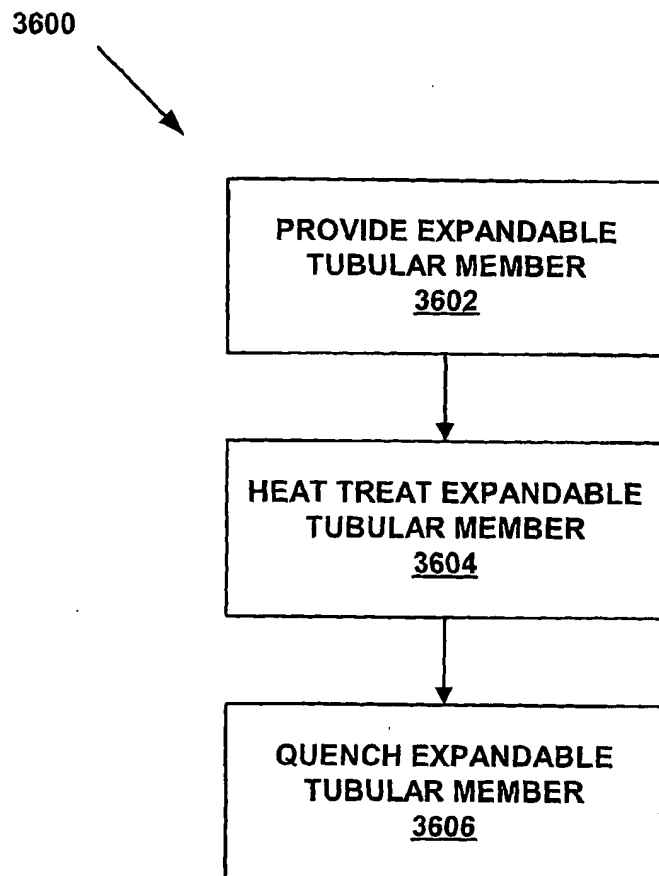 3600
PROVIDE EXPANDABLE
TUBULAR MEMBER
3602
HEAT TREAT EXPANDABLE
TUBULAR MEMBER
3604
QUENCH EXPANDABLE
TUBULAR MEMBER
3606